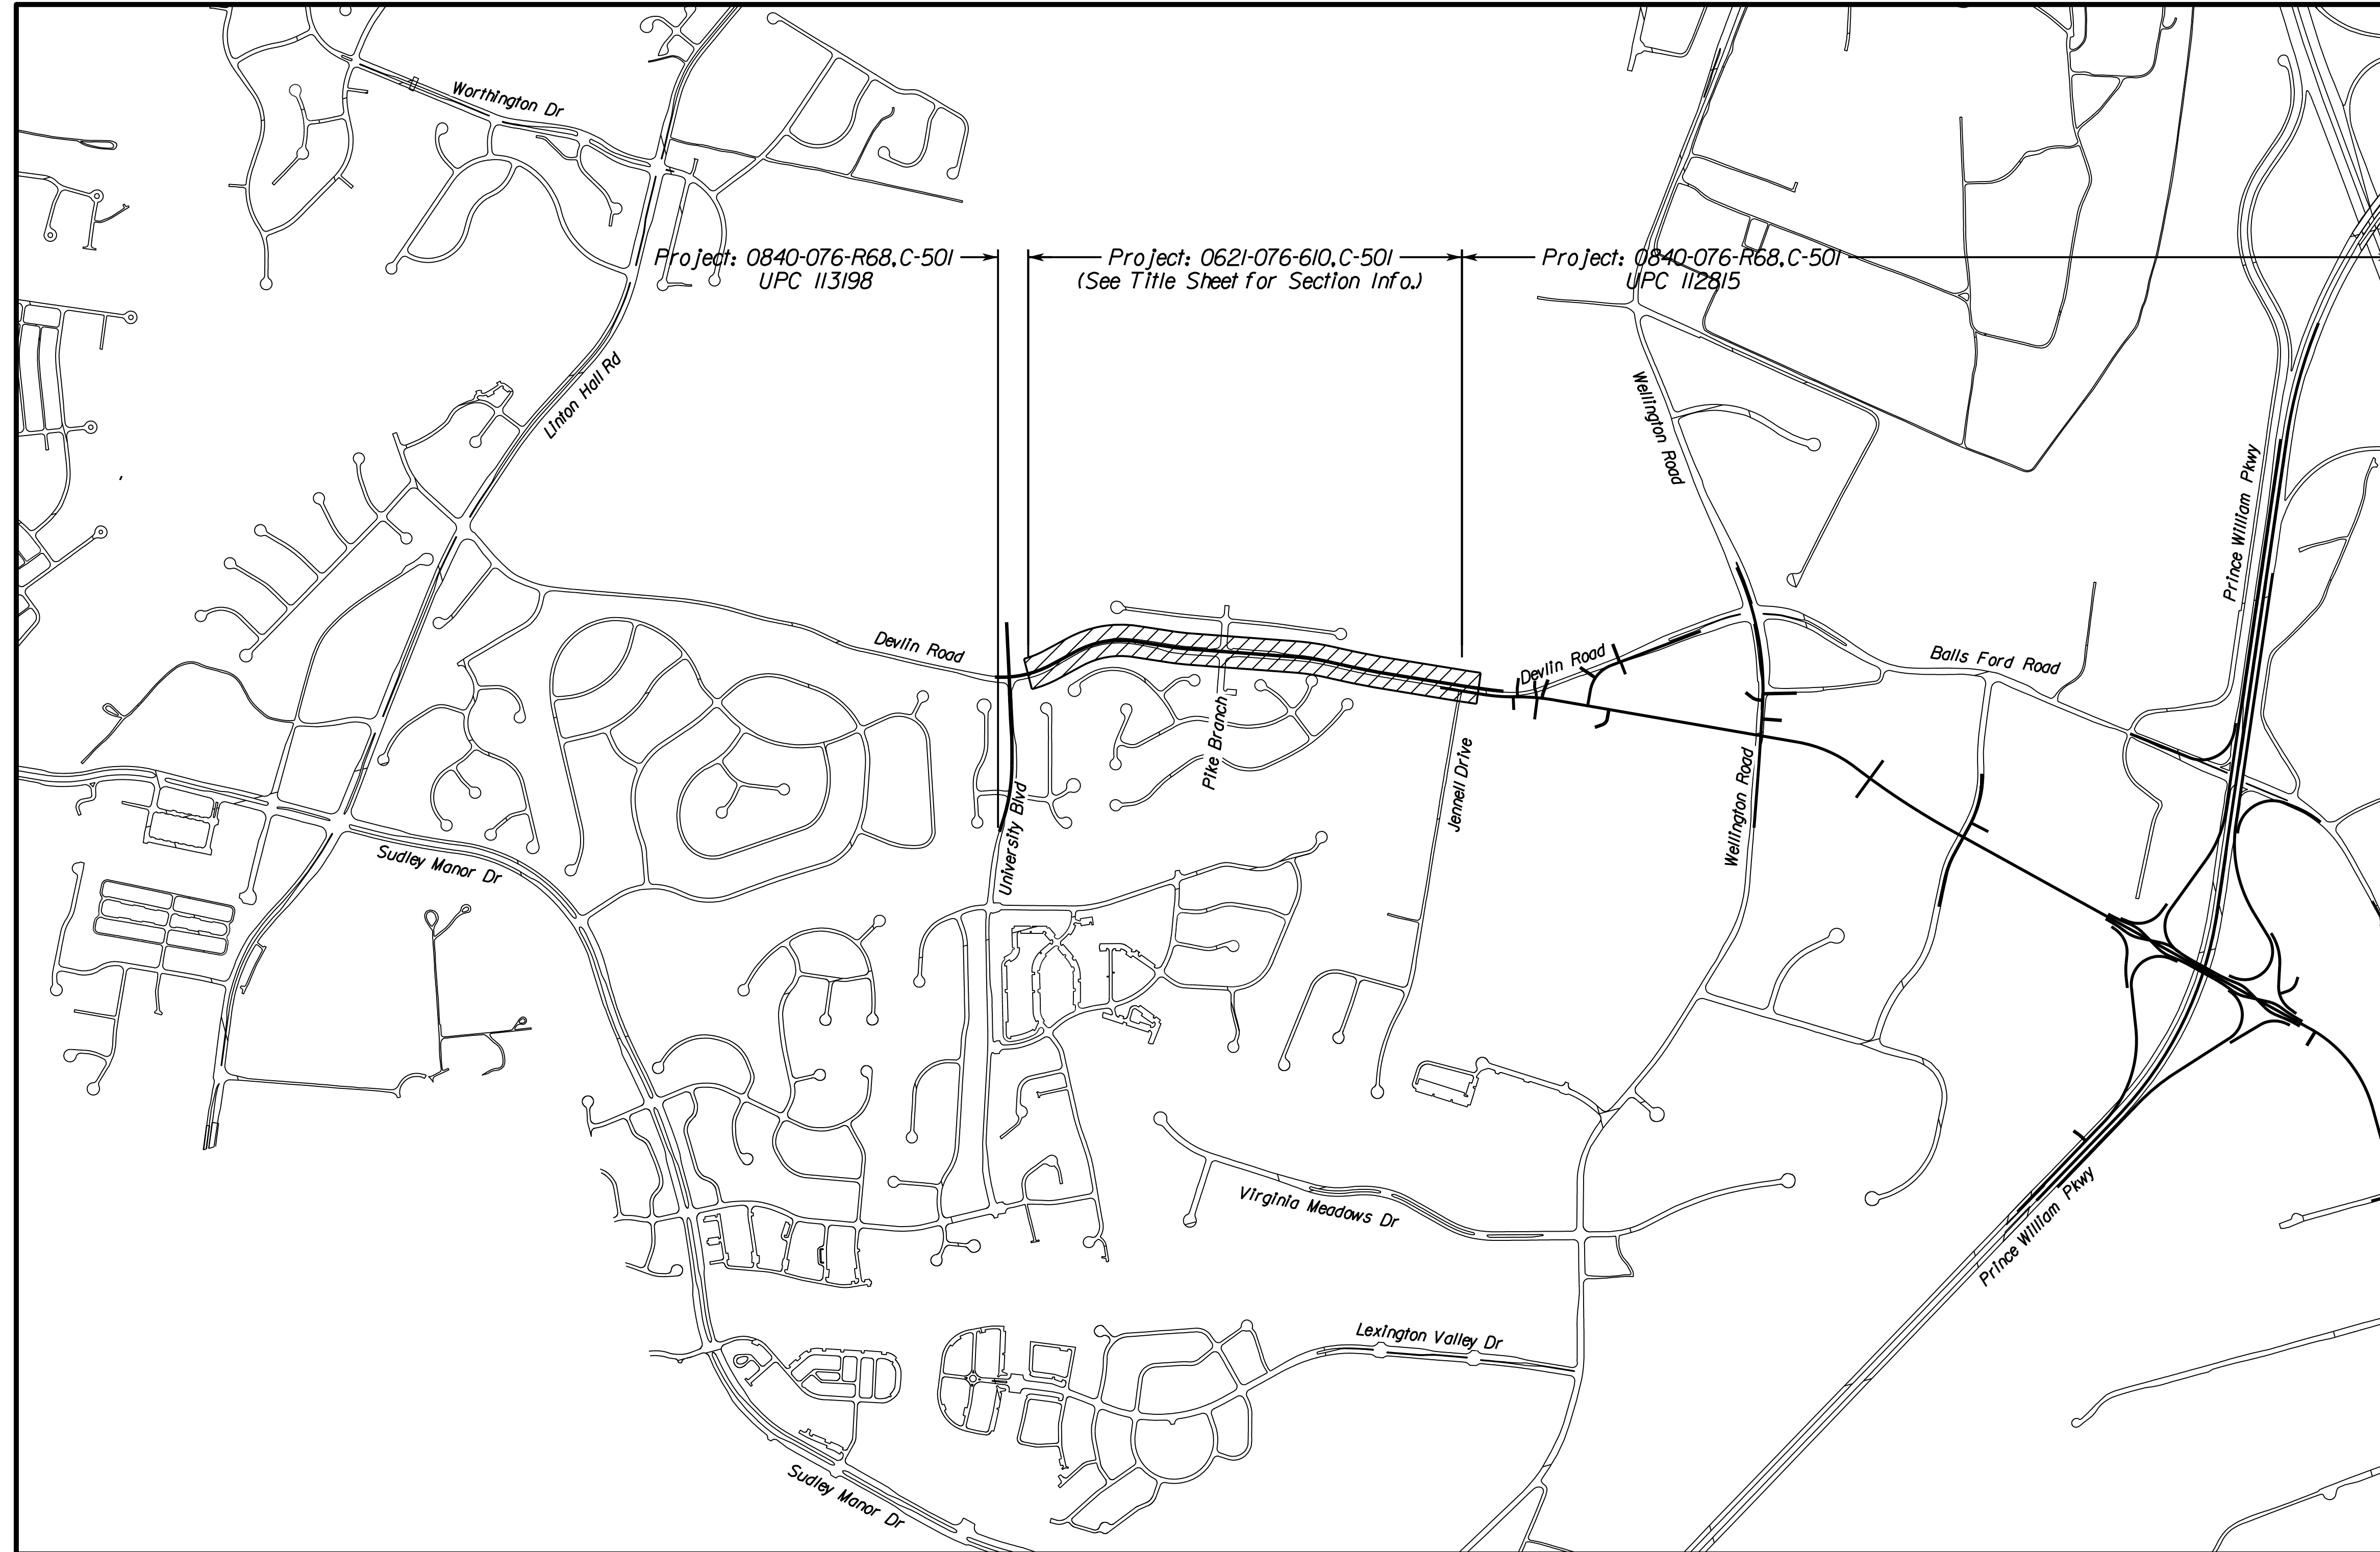 Worthington Dr
Project: 0840-076-R68, C-501
UPC 113198
Project: 0621-076-610, C-501
(See Title Sheet for Section Info.)
Project: 0840-076-R68, C-501
UPC 112815
Linton Hall Rd
Wellington Road
Prince William Pkwy
Devlin Road
Devlin Road
Balls Ford Road
Pike Branch
Jennell Drive
Wellington Road
University Blvd
Sudley Manor Dr
Virginia Meadows Dr
Prince William Pkwy
Lexington Valley Dr
Sudley Manor Dr